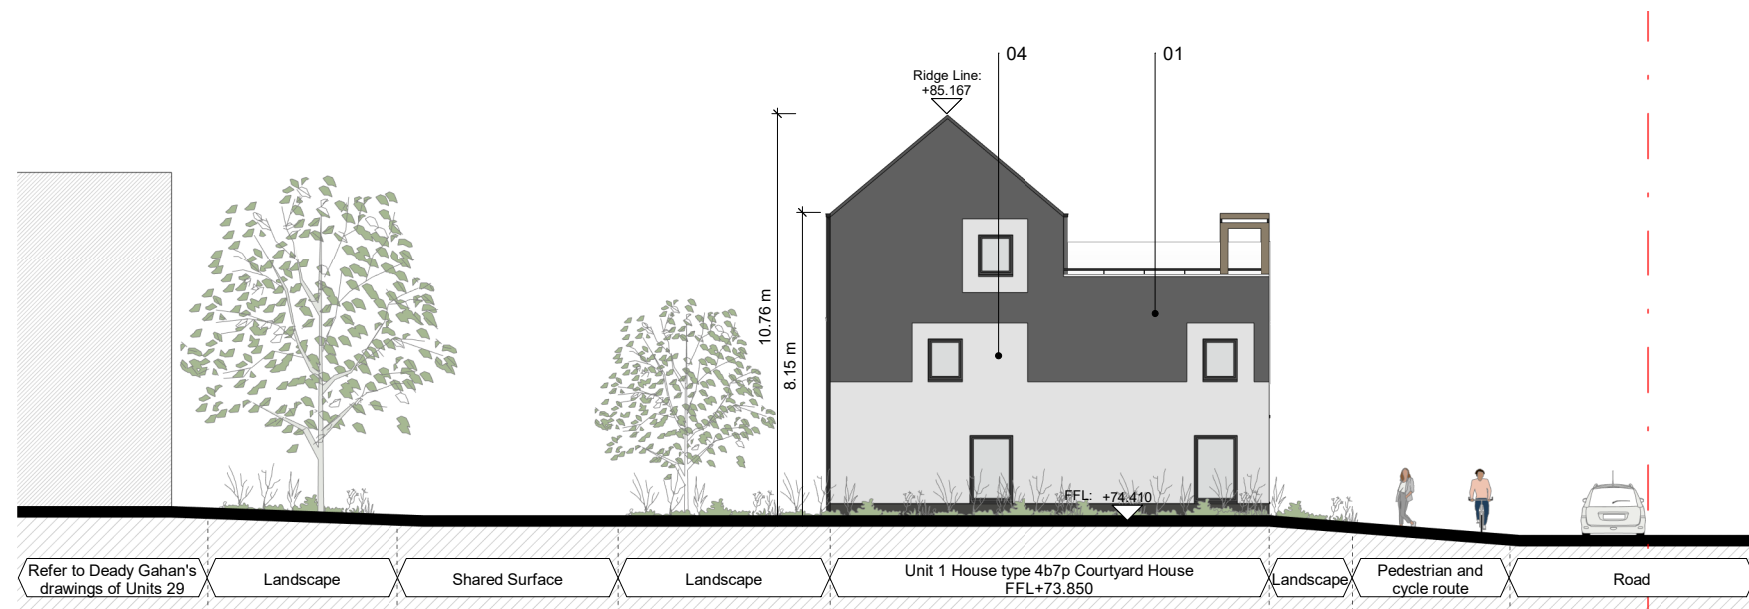 04
01
Ridge Line:
+85.167
10.76 m
8.15 m
FFL: +74.410
Refer to Deady Gahan's
drawings of Units 29
Landscape
Shared Surface
Landscape
Unit 1 House type 4b7p Courtyard House
FFL+73.850
Landscape
Pedestrian and
cycle route
Road